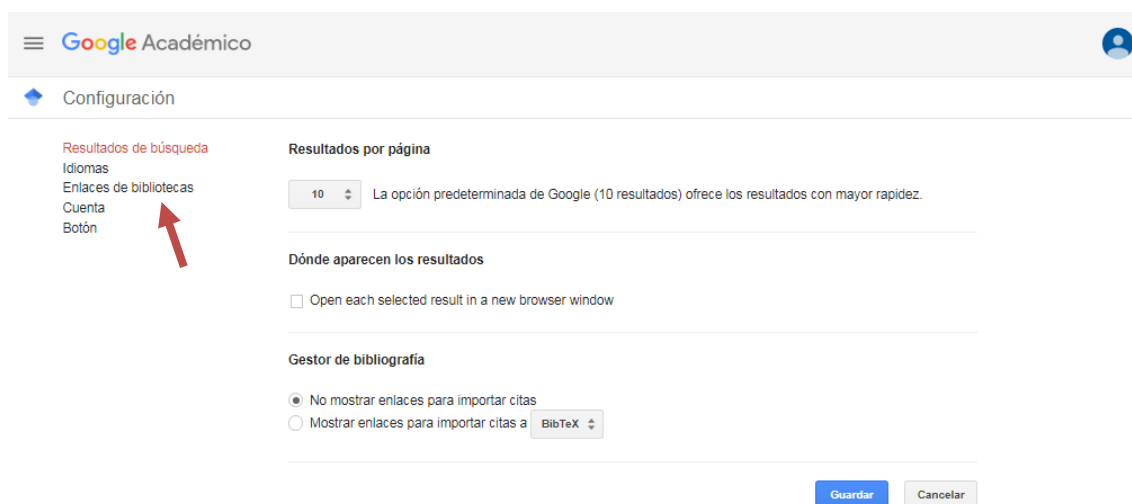 Google Académico
Configuración
Resultados de búsqueda
Idiomas
Enlaces de bibliotecas
Cuenta
Botón
Resultados por página
10 La opción predeterminada de Google (10 resultados) ofrece los resultados con mayor rapidez.
Dónde aparecen los resultados
Open each selected result in a new browser window
Gestor de bibliografía
No mostrar enlaces para importar citas
Mostrar enlaces para importar citas a BibTeX
Guardar Cancelar